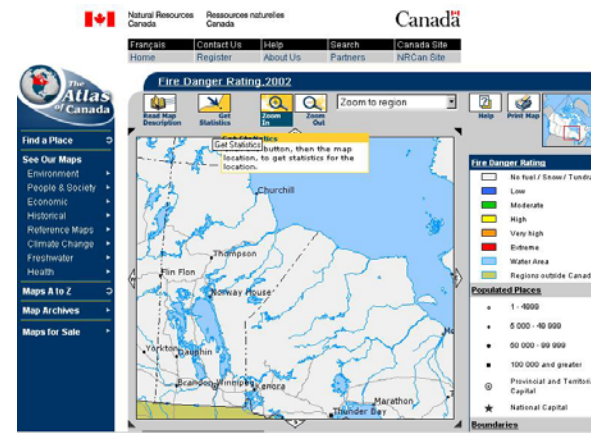 Natural Resources Canada
Ressources naturelles Canada
Canada
Français Contact Us Help Search Canada Site
Home Register About Us Partners NRCan Site
The Atlas of Canada
Fire Danger Rating,2002
Read Map Description
Get Statistics
Zoom In
Zoom Out
Zoom to region
Help
Print Map
Get Statistics
Get Statistics
button, then the map
location, to get statistics for the
location.
Find a Place
See Our Maps
Environment
People & Society
Economic
Historical
Reference Maps
Climate Change
Freshwater
Health
Maps A to Z
Map Archives
Maps for Sale
Churchill
Thompson
Flin Flon
Norway House
Yorkton
Dauphin
Brandon
Winnipeg
Kenora
Marathon
Thunder Bay
N
S
Fire Danger Rating
No fuel / Snow / Tundra
Low
Moderate
High
Very high
Extreme
Water Area
Regions outside Canad
Populated Places
1 - 4999
5 000 - 49 999
50 000 - 99 999
100 000 and greater
Provincial and Territoria
Capital
National Capital
Boundaries